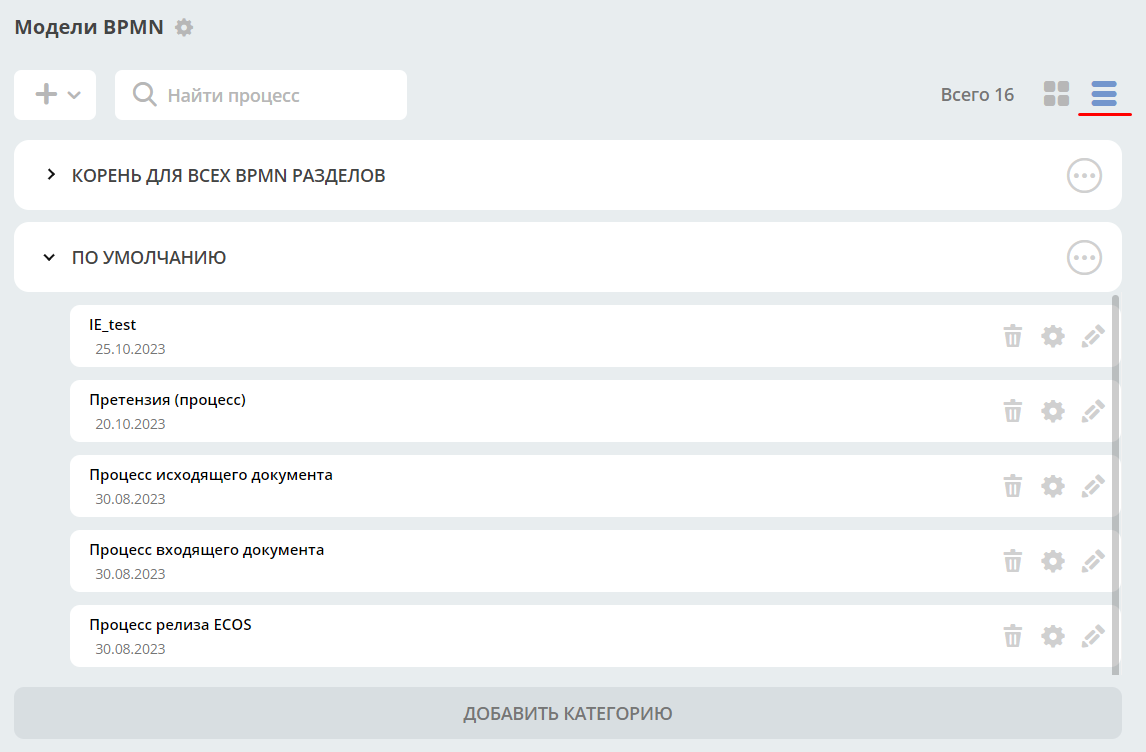 Модели BPMN
Найти процесс
Всего 16
КОРЕНЬ ДЛЯ ВСЕХ BPMN РАЗДЕЛОВ
ПО УМОЛЧАНИЮ
IE_test
25.10.2023
Претензия (процесс)
20.10.2023
Процесс исходящего документа
30.08.2023
Процесс входящего документа
30.08.2023
Процесс релиза ECOS
30.08.2023
ДОБАВИТЬ КАТЕГОРИЮ